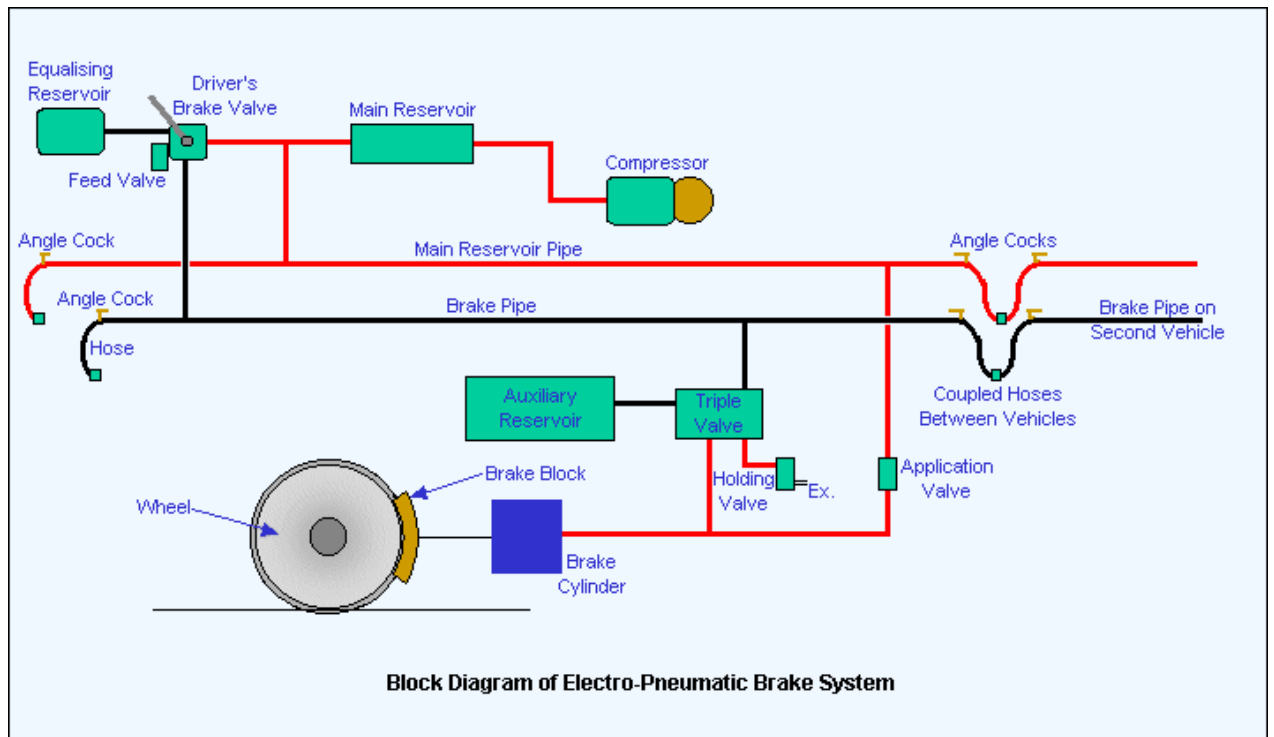 Equalising
Reservoir
Driver's
Brake Valve
Main Reservoir
Compressor
Feed Valve
Angle Cock
Main Reservoir Pipe
Angle Cocks
Angle Cock
Brake Pipe
Brake Pipe on
Second Vehicle
Hose
Auxiliary
Reservoir
Triple
Valve
Coupled Hoses
Between Vehicles
Brake Block
Holding
Valve
Ex.
Application
Valve
Wheel
Brake
Cylinder
Block Diagram of Electro-Pneumatic Brake System